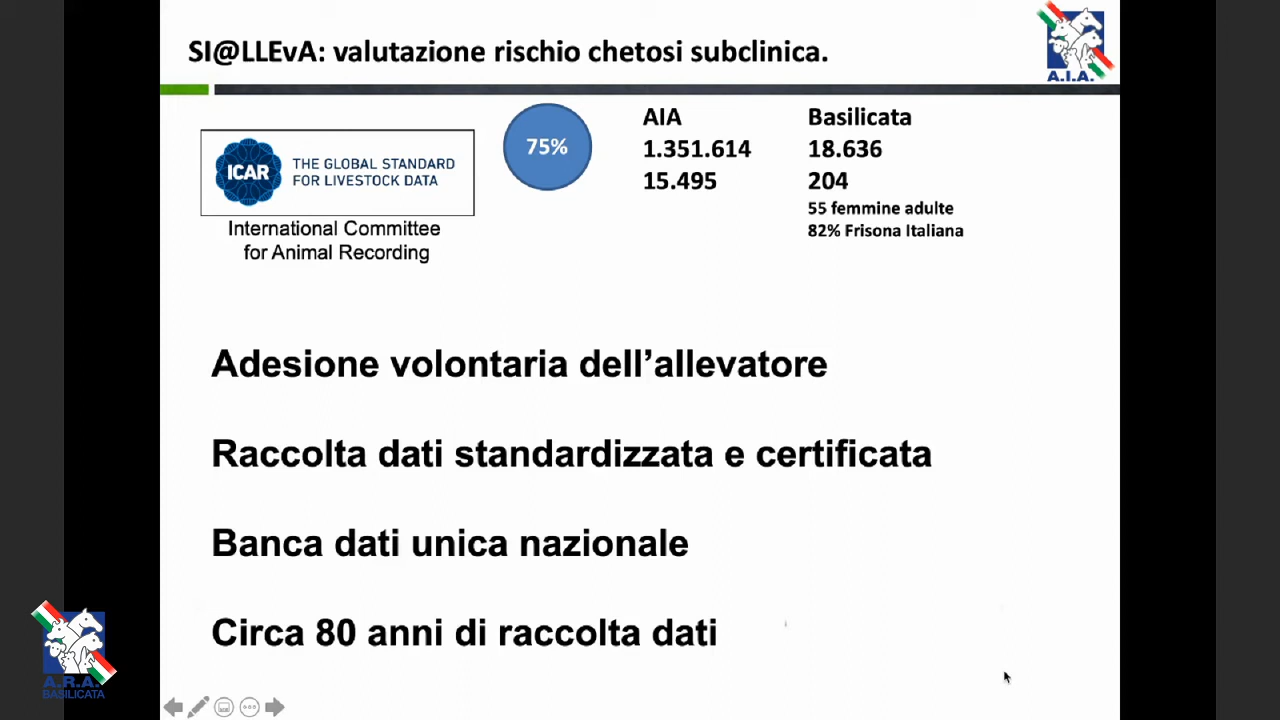 SI@LLEvA: valutazione rischio chetosi subclinica.
A.I.A.
ICAR
THE GLOBAL STANDARD
FOR LIVESTOCK DATA
International Committee
for Animal Recording
75%
AIA
1.351.614
15.495
Basilicata
18.636
204
55 femmine adulte
82% Frisona Italiana
Adesione volontaria dell’allevatore
Raccolta dati standardizzata e certificata
Banca dati unica nazionale
Circa 80 anni di raccolta dati
A.R.A.
BASILICATA